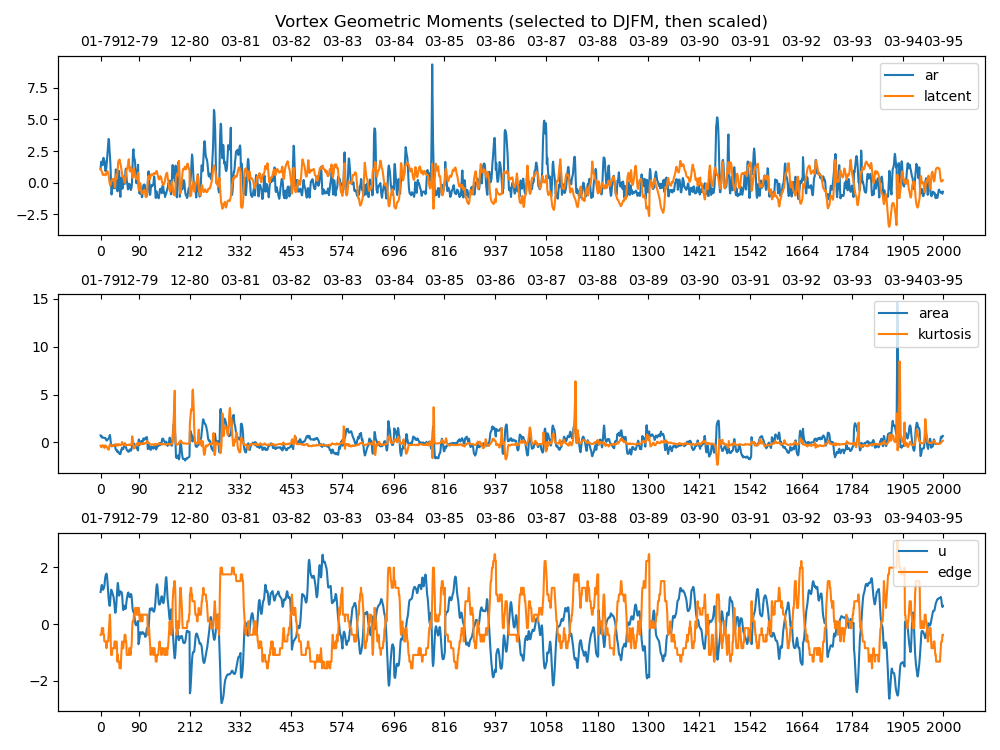 Vortex Geometric Moments (selected to DJFM, then scaled)
01-79 12-79 12-80 03-81 03-82 03-83 03-84 03-85 03-86 03-87 03-88 03-89 03-90 03-91 03-92 03-93 03-94 03-95
ar
7.5
latcent
5.0
2.5
0.0
−2.5
0 90 212 332 453 574 696 816 937 1058 1180 1300 1421 1542 1664 1784 1905 2000
01-79 12-79 12-80 03-81 03-82 03-83 03-84 03-85 03-86 03-87 03-88 03-89 03-90 03-91 03-92 03-93 03-94 03-95
15
area
kurtosis
10
5
0
0 90 212 332 453 574 696 816 937 1058 1180 1300 1421 1542 1664 1784 1905 2000
01-79 12-79 12-80 03-81 03-82 03-83 03-84 03-85 03-86 03-87 03-88 03-89 03-90 03-91 03-92 03-93 03-94 03-95
u
2
edge
0
−2
0 90 212 332 453 574 696 816 937 1058 1180 1300 1421 1542 1664 1784 1905 2000